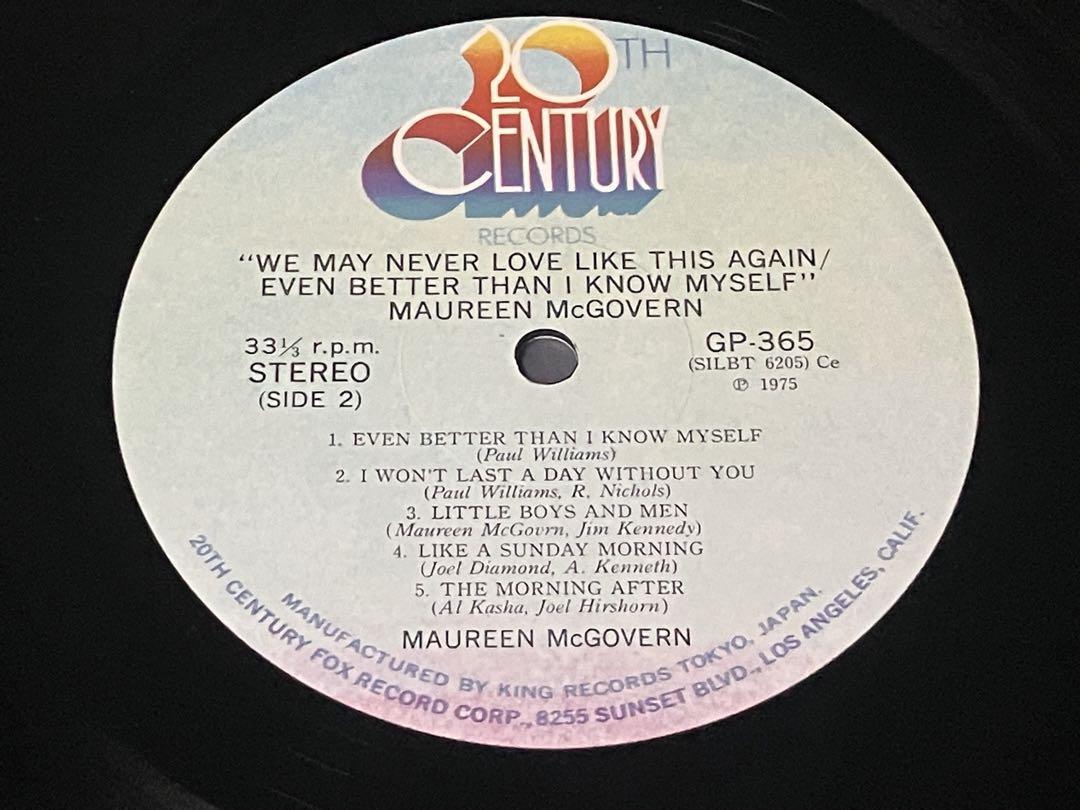 20TH
CENTURY
RECORDS
"WE MAY NEVER LOVE LIKE THIS AGAIN/
EVEN BETTER THAN I KNOW MYSELF"
MAUREEN McGOVERN
33⅓ r.p.m.
STEREO
(SIDE 2)
GP-365
(SILBT 6205) Ce
℗ 1975
1. EVEN BETTER THAN I KNOW MYSELF
(Paul Williams)
2. I WON'T LAST A DAY WITHOUT YOU
(Paul Williams, R. Nichols)
3. LITTLE BOYS AND MEN
(Maureen McGovrn, Jim Kennedy)
4. LIKE A SUNDAY MORNING
(Joel Diamond, A. Kenneth)
5. THE MORNING AFTER
(Al Kasha, Joel Hirshorn)
MAUREEN McGOVERN
MANUFACTURED BY KING RECORDS TOKYO, JAPAN.
20TH CENTURY FOX RECORD CORP., 8255 SUNSET BLVD., LOS ANGELES, CALIF.